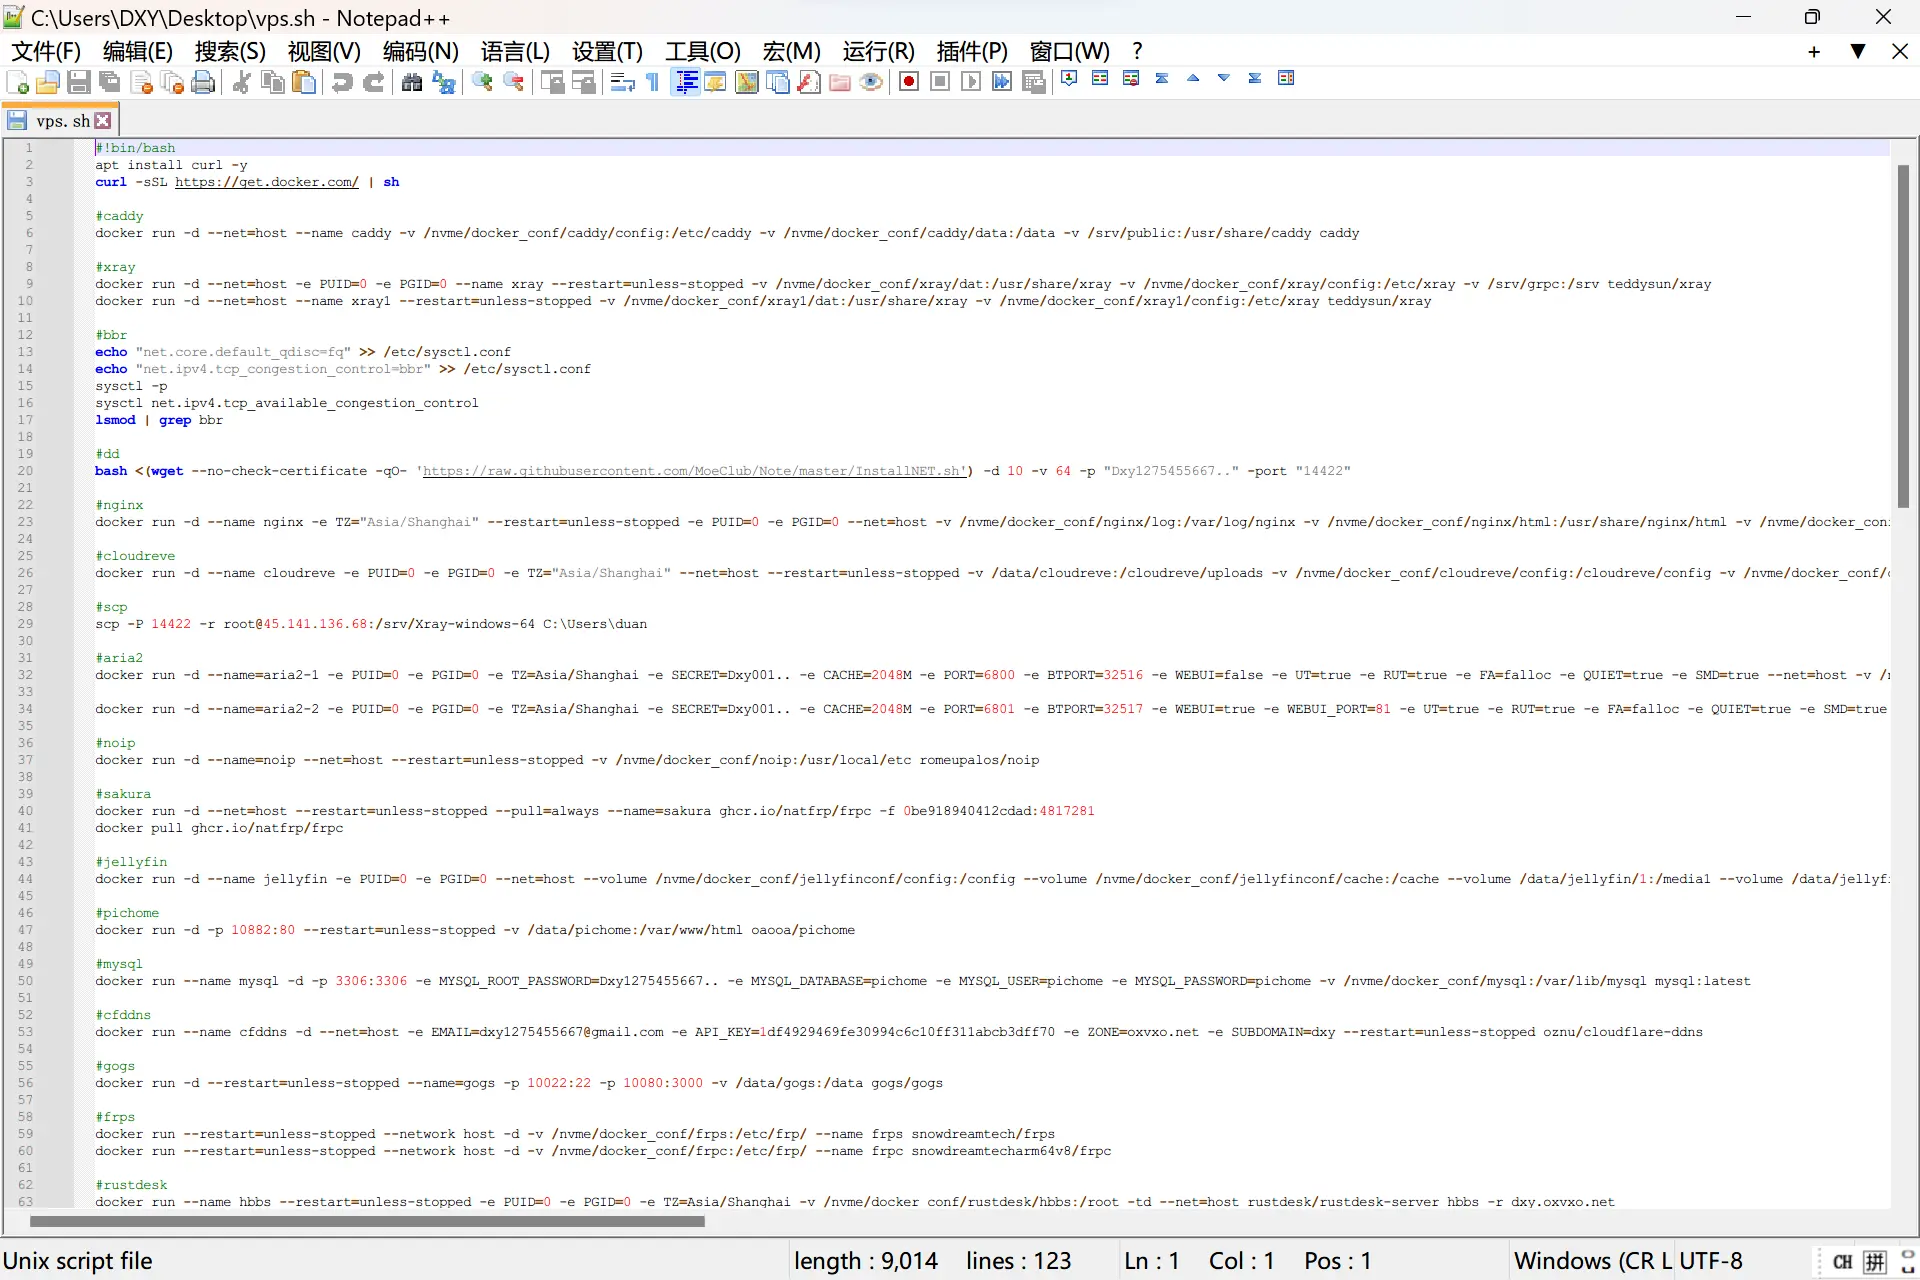 C:\Users\DXY\Desktop\vps.sh - Notepad++
文件(F) 编辑(E) 搜索(S) 视图(V) 编码(N) 语言(L) 设置(T) 工具(O) 宏(M) 运行(R) 插件(P) 窗口(W) ?
vps.sh
1 #!bin/bash
2 apt install curl -y
3 curl -sSL https://get.docker.com/ | sh
4
5 #caddy
6 docker run -d --net=host --name caddy -v /nvme/docker_conf/caddy/config:/etc/caddy -v /nvme/docker_conf/caddy/data:/data -v /srv/public:/usr/share/caddy caddy
7
8 #xray
9 docker run -d --net=host -e PUID=0 -e PGID=0 --name xray --restart=unless-stopped -v /nvme/docker_conf/xray/dat:/usr/share/xray -v /nvme/docker_conf/xray/config:/etc/xray -v /srv/grpc:/srv teddysun/xray
10 docker run -d --net=host --name xray1 --restart=unless-stopped -v /nvme/docker_conf/xray1/dat:/usr/share/xray -v /nvme/docker_conf/xray1/config:/etc/xray teddysun/xray
11
12 #bbr
13 echo "net.core.default_qdisc=fq" >> /etc/sysctl.conf
14 echo "net.ipv4.tcp_congestion_control=bbr" >> /etc/sysctl.conf
15 sysctl -p
16 sysctl net.ipv4.tcp_available_congestion_control
17 lsmod | grep bbr
18
19 #dd
20 bash <(wget --no-check-certificate -qO- 'https://raw.githubusercontent.com/MoeClub/Note/master/InstallNET.sh') -d 10 -v 64 -p "Dxy1275455667.." -port "14422"
21
22 #nginx
23 docker run -d --name nginx -e TZ="Asia/Shanghai" --restart=unless-stopped -e PUID=0 -e PGID=0 --net=host -v /nvme/docker_conf/nginx/log:/var/log/nginx -v /nvme/docker_conf/nginx/html:/usr/share/nginx/html -v /nvme/docker_con
24
25 #cloudreve
26 docker run -d --name cloudreve -e PUID=0 -e PGID=0 -e TZ="Asia/Shanghai" --net=host --restart=unless-stopped -v /data/cloudreve:/cloudreve/uploads -v /nvme/docker_conf/cloudreve/config:/cloudreve/config -v /nvme/docker_conf/
27
28 #scp
29 scp -P 14422 -r root@45.141.136.68:/srv/Xray-windows-64 C:\Users\duan
30
31 #aria2
32 docker run -d --name=aria2-1 -e PUID=0 -e PGID=0 -e TZ=Asia/Shanghai -e SECRET=Dxy001.. -e CACHE=2048M -e PORT=6800 -e BTPORT=32516 -e WEBUI=false -e UT=true -e RUT=true -e FA=falloc -e QUIET=true -e SMD=true --net=host -v /
33
34 docker run -d --name=aria2-2 -e PUID=0 -e PGID=0 -e TZ=Asia/Shanghai -e SECRET=Dxy001.. -e CACHE=2048M -e PORT=6801 -e BTPORT=32517 -e WEBUI=true -e WEBUI_PORT=81 -e UT=true -e RUT=true -e FA=falloc -e QUIET=true -e SMD=true
35
36 #noip
37 docker run -d --name=noip --net=host --restart=unless-stopped -v /nvme/docker_conf/noip:/usr/local/etc romeupalos/noip
38
39 #sakura
40 docker run -d --net=host --restart=unless-stopped --pull=always --name=sakura ghcr.io/natfrp/frpc -f 0be918940412cdad:4817281
41 docker pull ghcr.io/natfrp/frpc
42
43 #jellyfin
44 docker run -d --name jellyfin -e PUID=0 -e PGID=0 --net=host --volume /nvme/docker_conf/jellyfinconf/config:/config --volume /nvme/docker_conf/jellyfinconf/cache:/cache --volume /data/jellyfin/1:/media1 --volume /data/jellyf
45
46 #pichome
47 docker run -d -p 10882:80 --restart=unless-stopped -v /data/pichome:/var/www/html oaooa/pichome
48
49 #mysql
50 docker run --name mysql -d -p 3306:3306 -e MYSQL_ROOT_PASSWORD=Dxy1275455667.. -e MYSQL_DATABASE=pichome -e MYSQL_USER=pichome -e MYSQL_PASSWORD=pichome -v /nvme/docker_conf/mysql:/var/lib/mysql mysql:latest
51
52 #cfddns
53 docker run --name cfddns -d --net=host -e EMAIL=dxy1275455667@gmail.com -e API_KEY=1df4929469fe30994c6c10ff311abcb3dff70 -e ZONE=oxvxo.net -e SUBDOMAIN=dxy --restart=unless-stopped oznu/cloudflare-ddns
54
55 #gogs
56 docker run -d --restart=unless-stopped --name=gogs -p 10022:22 -p 10080:3000 -v /data/gogs:/data gogs/gogs
57
58 #frps
59 docker run --restart=unless-stopped --network host -d -v /nvme/docker_conf/frps:/etc/frp/ --name frps snowdreamtech/frps
60 docker run --restart=unless-stopped --network host -d -v /nvme/docker_conf/frpc:/etc/frp/ --name frpc snowdreamtecharm64v8/frpc
61
62 #rustdesk
63 docker run --name hbbs --restart=unless-stopped -e PUID=0 -e PGID=0 -e TZ=Asia/Shanghai -v /nvme/docker_conf/rustdesk/hbbs:/root -td --net=host rustdesk/rustdesk-server hbbs -r dxy.oxvxo.net
Unix script file length : 9,014 lines : 123 Ln : 1 Col : 1 Pos : 1 Windows (CR L UTF-8 CH 拼